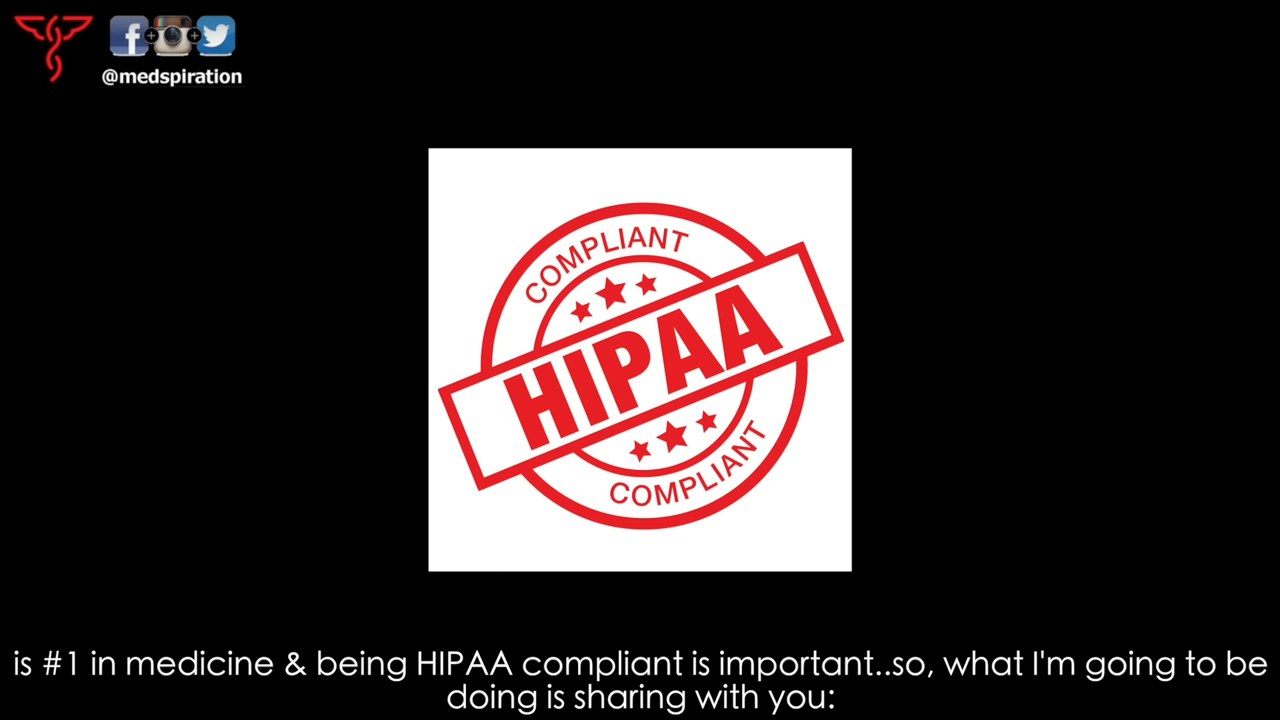 @medspiration
COMPLIANT
HIPAA
COMPLIANT
is #1 in medicine & being HIPAA compliant is important..so, what I'm going to be
doing is sharing with you: